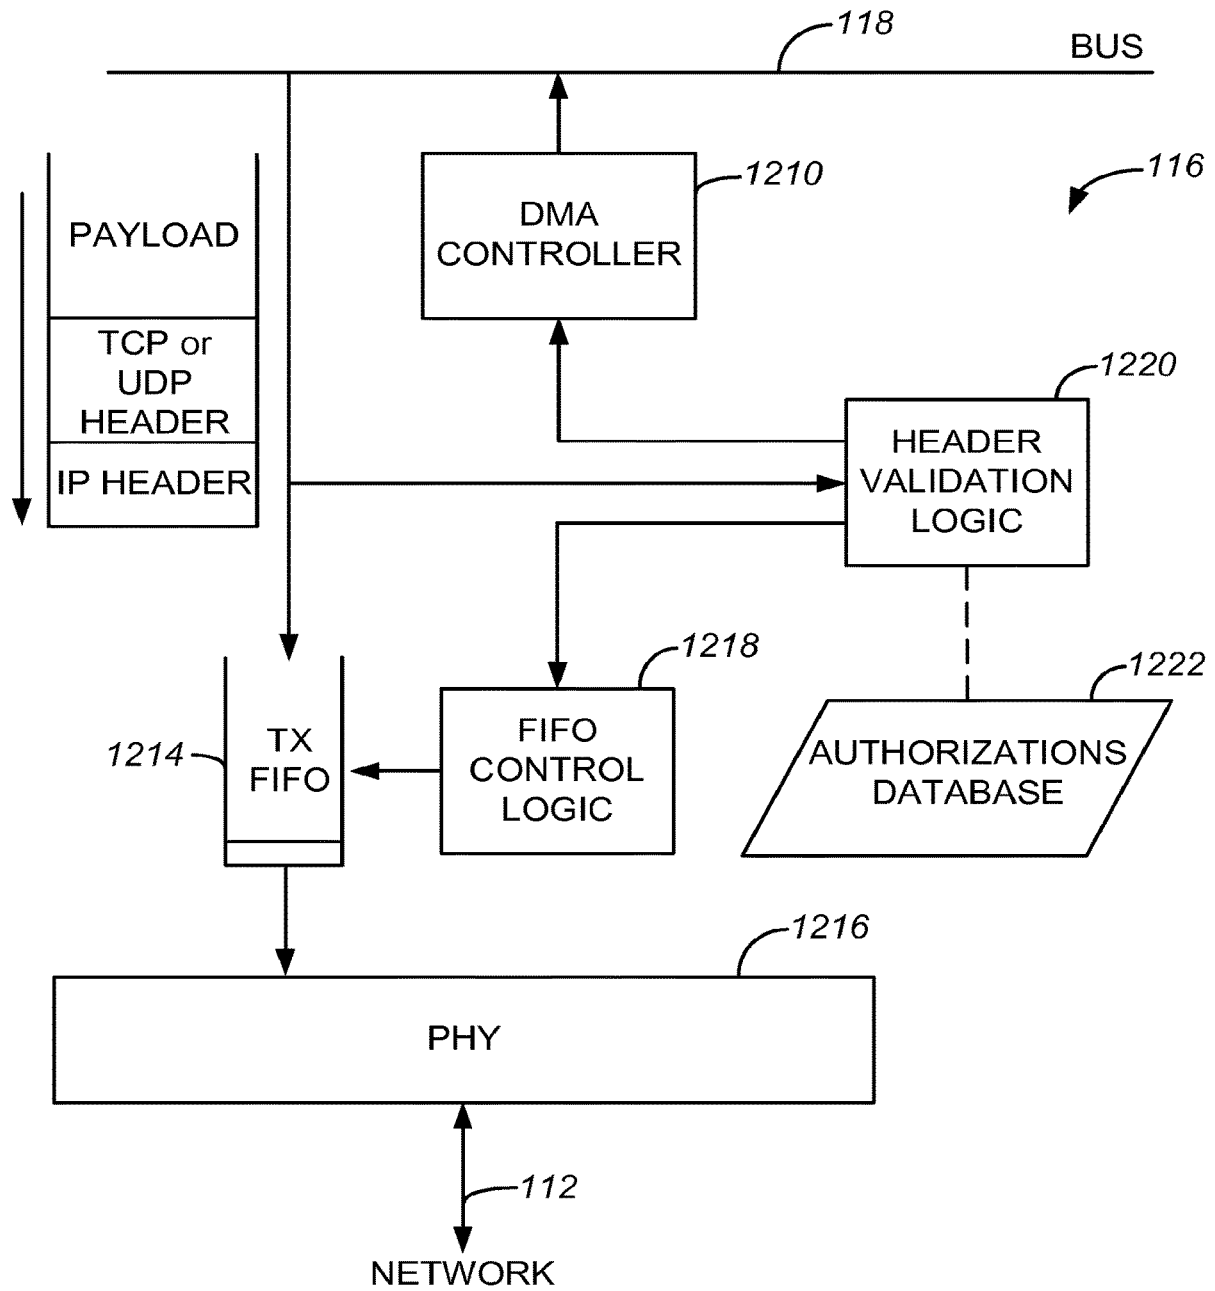 118
BUS
1210
116
DMA
CONTROLLER
PAYLOAD
TCP or
UDP
HEADER
IP HEADER
1220
HEADER
VALIDATION
LOGIC
1218
1222
1214
TX
FIFO
FIFO
CONTROL
LOGIC
AUTHORIZATIONS
DATABASE
1216
PHY
112
NETWORK